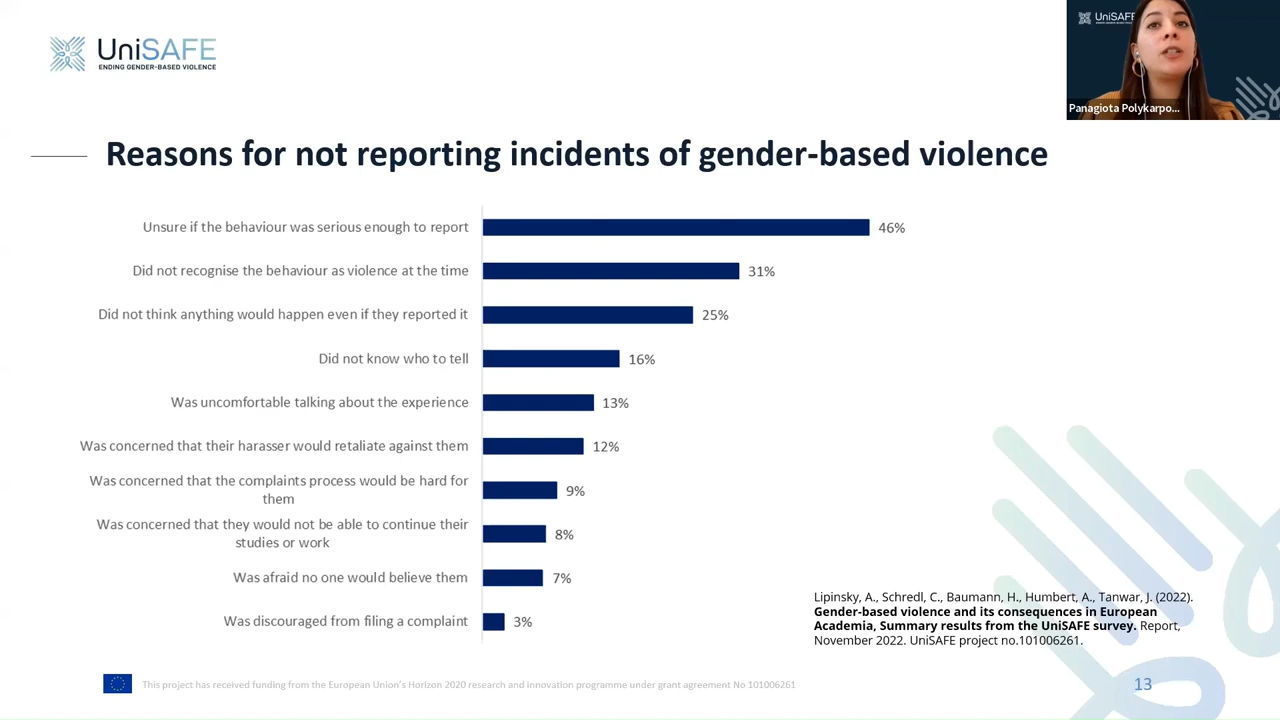 UniSAFE
ENDING GENDER-BASED VIOLENCE
UniSAFE
Panagiota Polykarpo...
Reasons for not reporting incidents of gender-based violence
Unsure if the behaviour was serious enough to report 46%
Did not recognise the behaviour as violence at the time 31%
Did not think anything would happen even if they reported it 25%
Did not know who to tell 16%
Was uncomfortable talking about the experience 13%
Was concerned that their harasser would retaliate against them 12%
Was concerned that the complaints process would be hard for
them 9%
Was concerned that they would not be able to continue their
studies or work 8%
Was afraid no one would believe them 7%
Was discouraged from filing a complaint 3%
Lipinsky, A., Schredl, C., Baumann, H., Humbert, A., Tanwar, J. (2022).
Gender-based violence and its consequences in European
Academia, Summary results from the UniSAFE survey. Report,
November 2022. UniSAFE project no.101006261.
This project has received funding from the European Union's Horizon 2020 research and innovation programme under grant agreement No 101006261
13